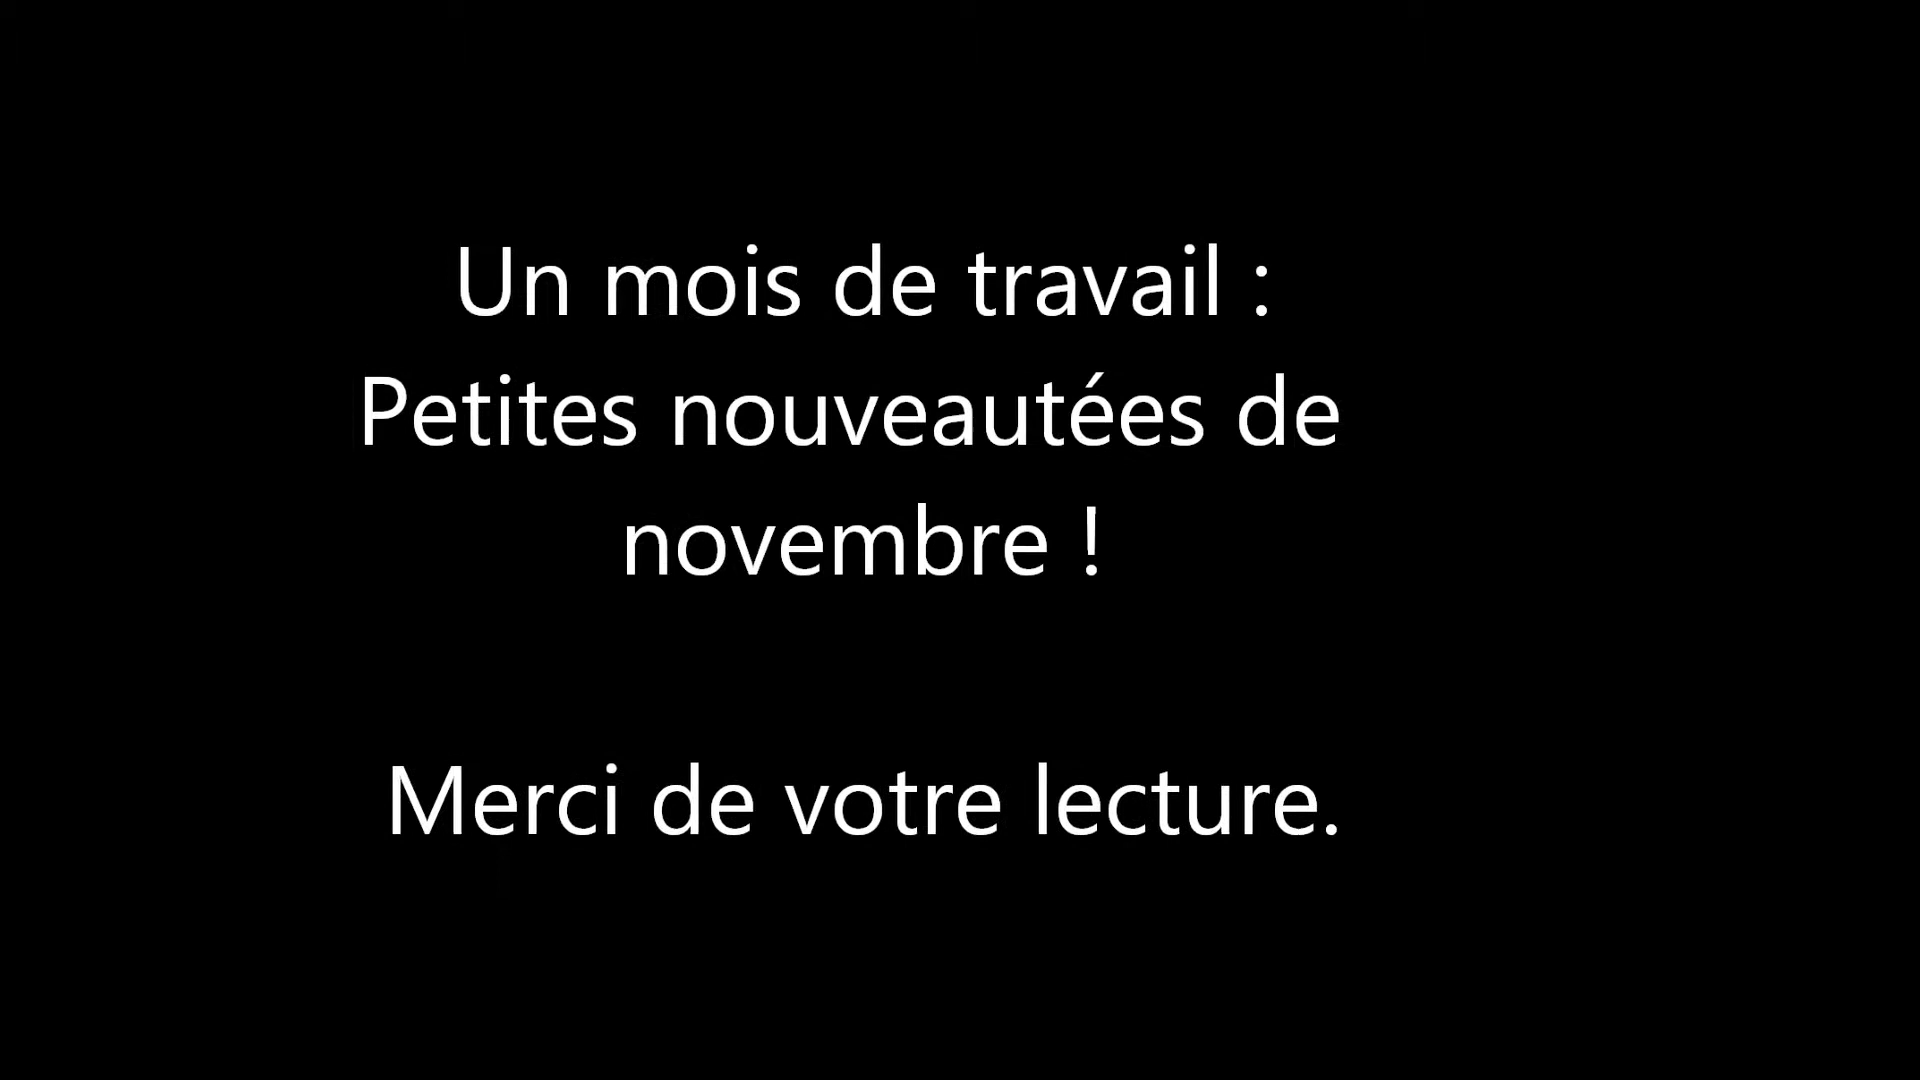 Un mois de travail :
Petites nouveautées de
novembre !
Merci de votre lecture.